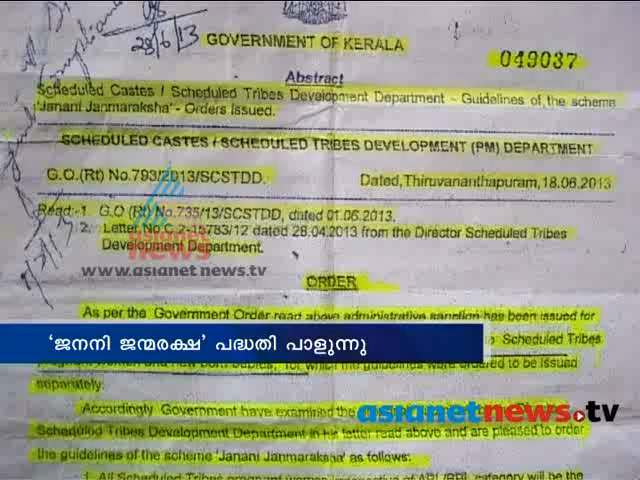 28/6/13
GOVERNMENT OF KERALA
049037
Abstract
Scheduled Castes / Scheduled Tribes Development Department – Guidelines of the scheme
'Janani Janmaraksha' - Orders Issued.
SCHEDULED CASTES / SCHEDULED TRIBES DEVELOPMENT (PM) DEPARTMENT
G.O.(Rt) No.793/2013/SCSTDD. Dated,Thiruvananthapuram, 18.06.2013
Read:-1. G.O (Rt) No.735/13/SCSTDD, dated 01.06.2013.
2. Letter No.C.2-15783/12 dated 28.04.2013 from the Director Scheduled Tribes
Development Department.
asianet news
www.asianetnews.tv
ORDER
As per the Government Order read above administrative sanction has been issued for
Scheduled Tribes
‘ജനനി ജന്മരക്ഷ’ പദ്ധതി പാളുന്നു
and new born babies, for which the guidelines were ordered to be issued
separately.
Accordingly Government have examined the
asianetnews.tv
Scheduled Tribes Development Department in his letter read above and are pleased to order
the guidelines of the scheme 'Janani Janmaraksha' as follows:
1. All Scheduled Tribes pregnant women irrespective of APL/BPL category will be the